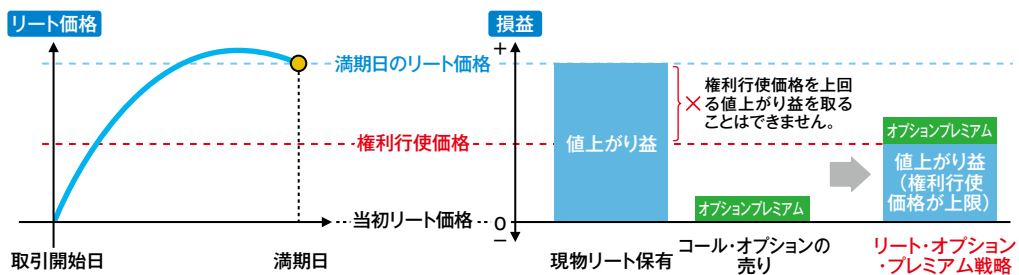 リート価格
満期日のリート価格
権利行使価格
当初リート価格
取引開始日
満期日
損益
+
0
−
値上がり益
権利行使価格を上回
る値上がり益を取る
ことはできません。
オプションプレミアム
オプションプレミアム
値上がり益
(権利行使
価格が上限)
現物リート保有
コール・オプションの
売り
リート・オプション
・プレミアム戦略